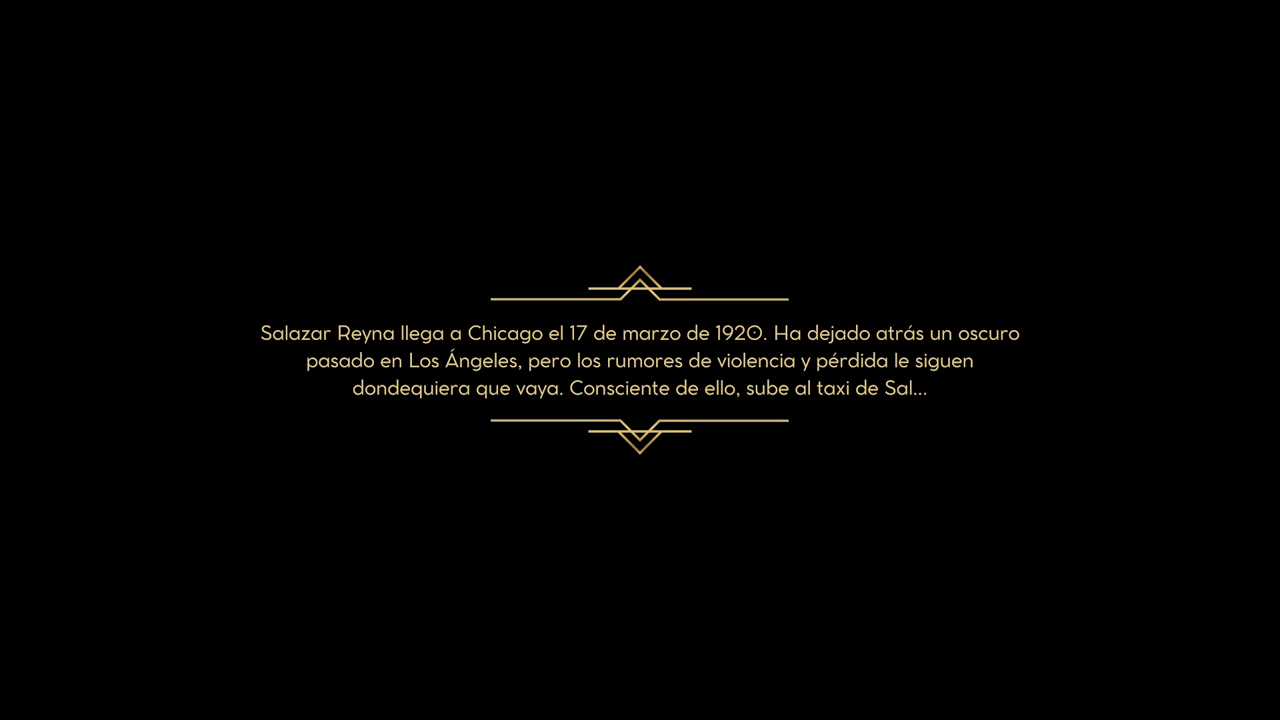 Salazar Reyna llega a Chicago el 17 de marzo de 1920. Ha dejado atrás un oscuro
pasado en Los Ángeles, pero los rumores de violencia y pérdida le siguen
dondequiera que vaya. Consciente de ello, sube al taxi de Sal...